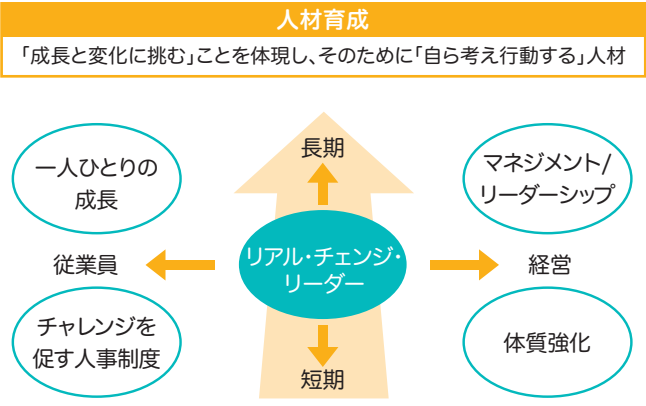 人材育成
「成長と変化に挑む」ことを体現し、そのために「自ら考え行動する」人材
長期
一人ひとりの
成長
マネジメント/
リーダーシップ
従業員
リアル・チェンジ・
リーダー
経営
チャレンジを
促す人事制度
体質強化
短期